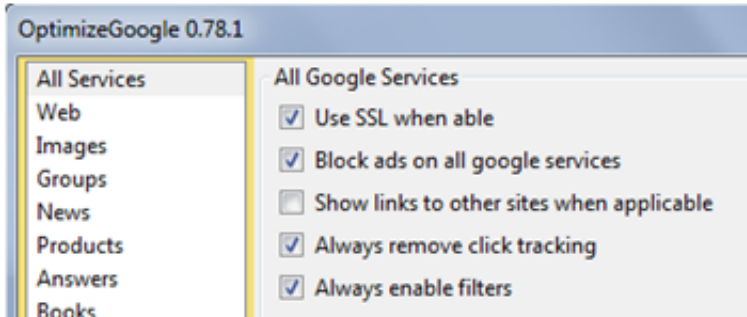 OptimizeGoogle 0.78.1
All Services
Web
Images
Groups
News
Products
Answers
Books
All Google Services
Use SSL when able
Block ads on all google services
Show links to other sites when applicable
Always remove click tracking
Always enable filters